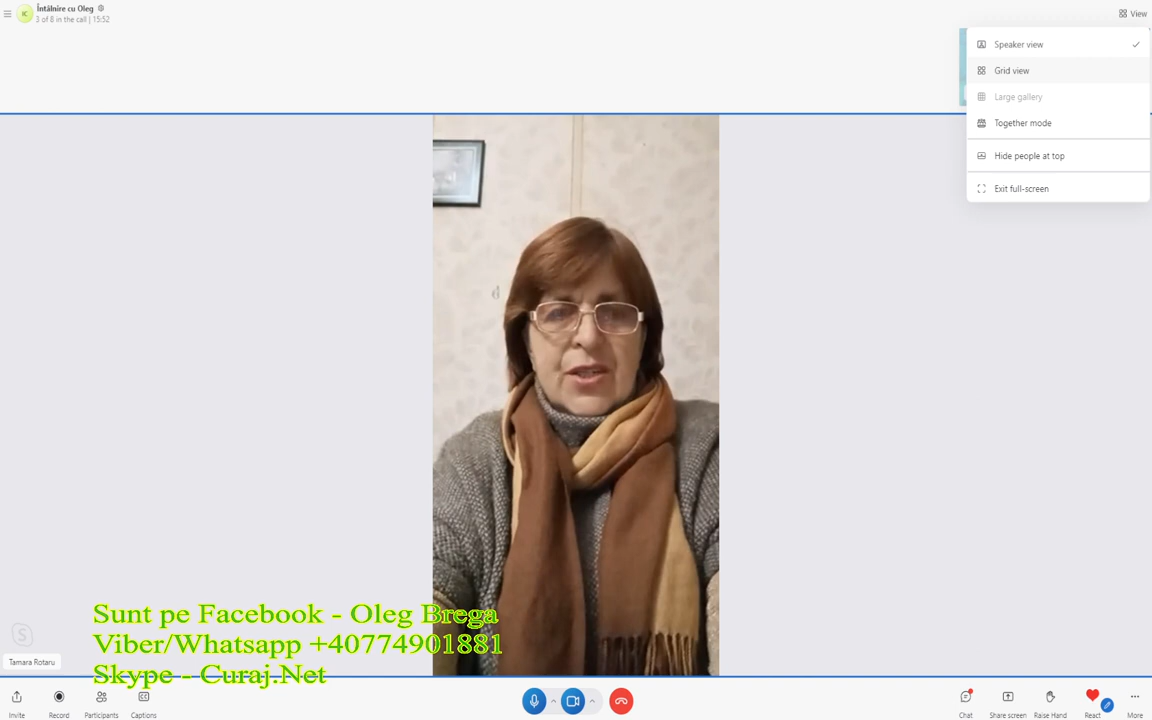 Întâlnire cu Oleg
3 of 8 in the call | 15:52
View
Speaker view
Grid view
Large gallery
Together mode
Hide people at top
Exit full-screen
Sunt pe Facebook - Oleg Brega
Viber/Whatsapp +40774901881
Skype - Curaj.Net
Tamara Rotaru
Invite
Record
Participants
Captions
Chat
Share screen
Raise Hand
React
More